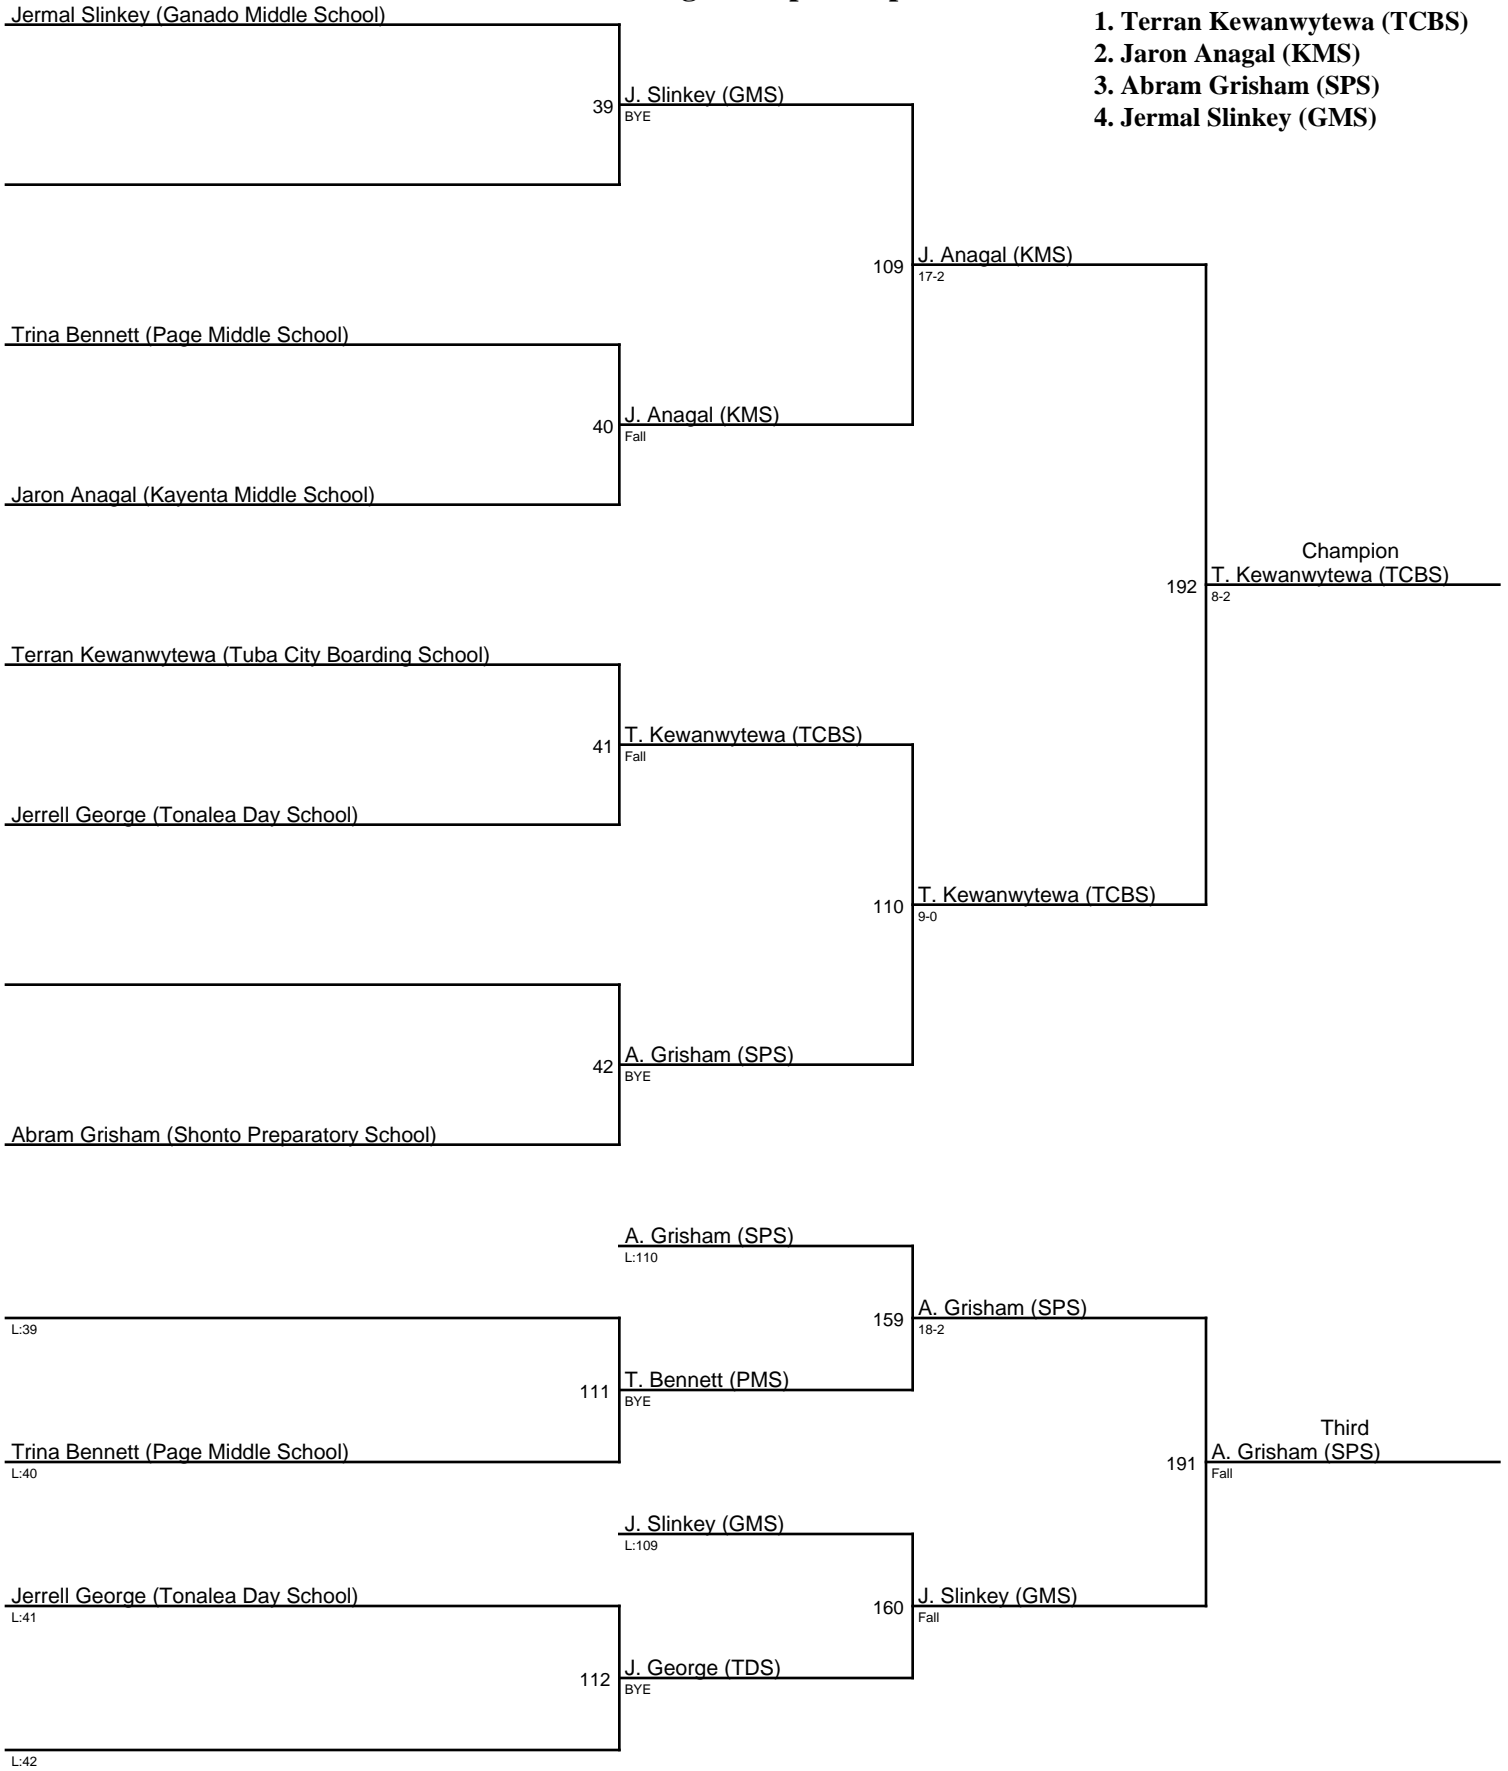 Jermal Slinkey (Ganado Middle School)
1. Terran Kewanwytewa (TCBS)
2. Jaron Anagal (KMS)
3. Abram Grisham (SPS)
4. Jermal Slinkey (GMS)
39
J. Slinkey (GMS)
BYE
109
J. Anagal (KMS)
17-2
Trina Bennett (Page Middle School)
40
J. Anagal (KMS)
Fall
Jaron Anagal (Kayenta Middle School)
Champion
192
T. Kewanwytewa (TCBS)
8-2
Terran Kewanwytewa (Tuba City Boarding School)
41
T. Kewanwytewa (TCBS)
Fall
Jerrell George (Tonalea Day School)
110
T. Kewanwytewa (TCBS)
9-0
42
A. Grisham (SPS)
BYE
Abram Grisham (Shonto Preparatory School)
A. Grisham (SPS)
L:110
L:39
159
A. Grisham (SPS)
18-2
111
T. Bennett (PMS)
BYE
Trina Bennett (Page Middle School)
L:40
Third
191
A. Grisham (SPS)
Fall
J. Slinkey (GMS)
L:109
Jerrell George (Tonalea Day School)
L:41
160
J. Slinkey (GMS)
Fall
112
J. George (TDS)
BYE
L:42